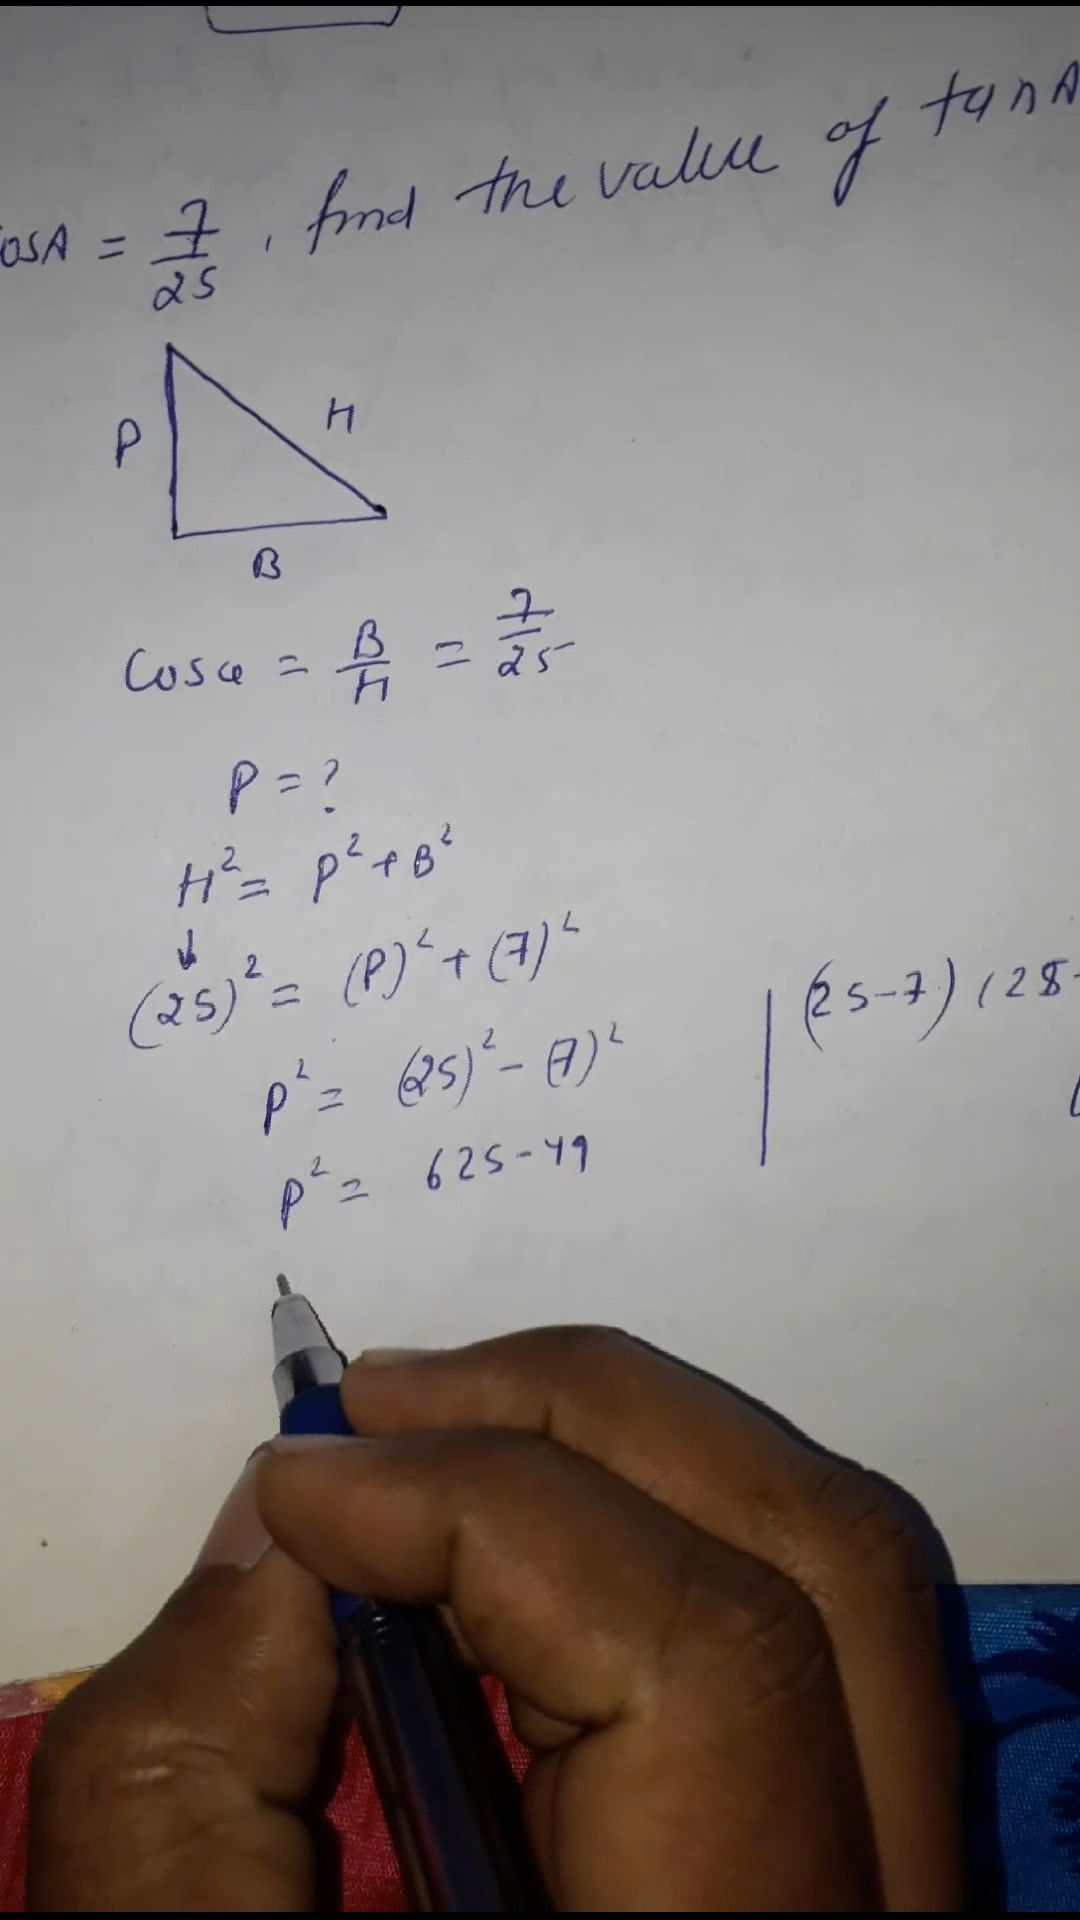 osA = 7/25, find the value of tanA
P
H
B
Cosα = B/H = 7/25
P = ?
H² = P² + B²
↓
(25)² = (P)² + (7)²
(25-7) (25
P² = (25)² - (7)²
P² = 625-49